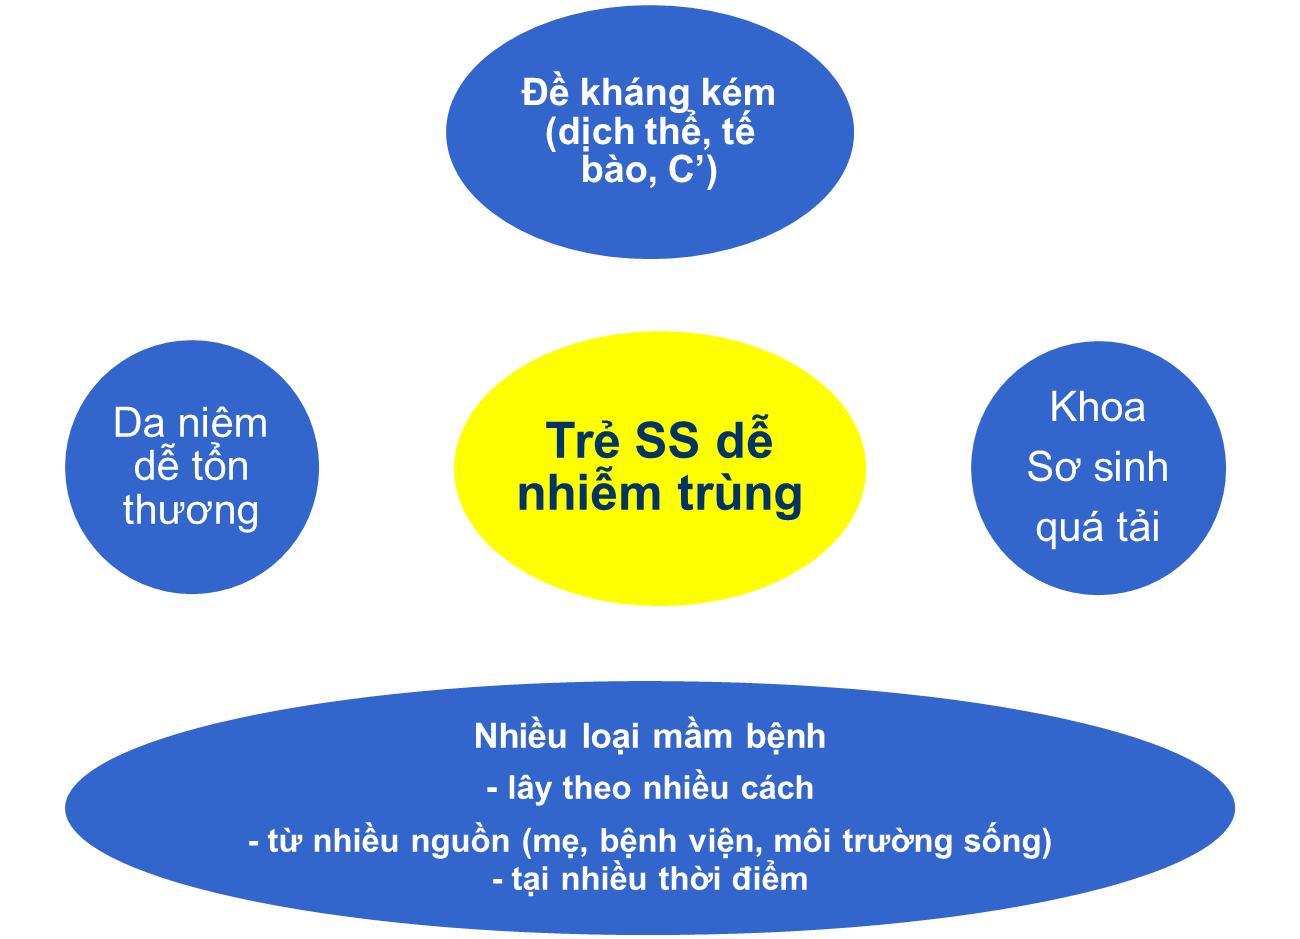 Đề kháng kém
(dịch thể, tế
bào, C’)
Da niêm
dễ tổn
thương
Trẻ SS dễ
nhiễm trùng
Khoa
Sơ sinh
quá tải
Nhiều loại mầm bệnh
- lây theo nhiều cách
- từ nhiều nguồn (mẹ, bệnh viện, môi trường sống)
- tại nhiều thời điểm